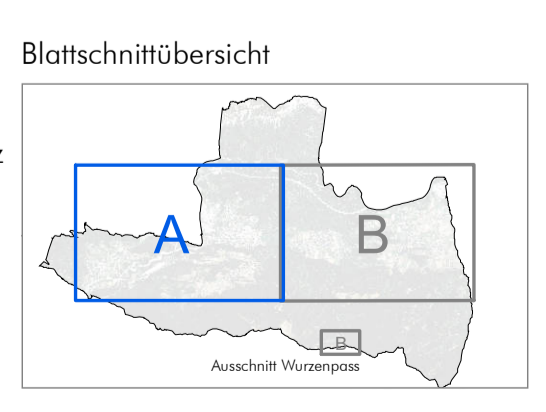 Blattschnittübersicht
z
A
B
B
Ausschnitt Wurzenpass